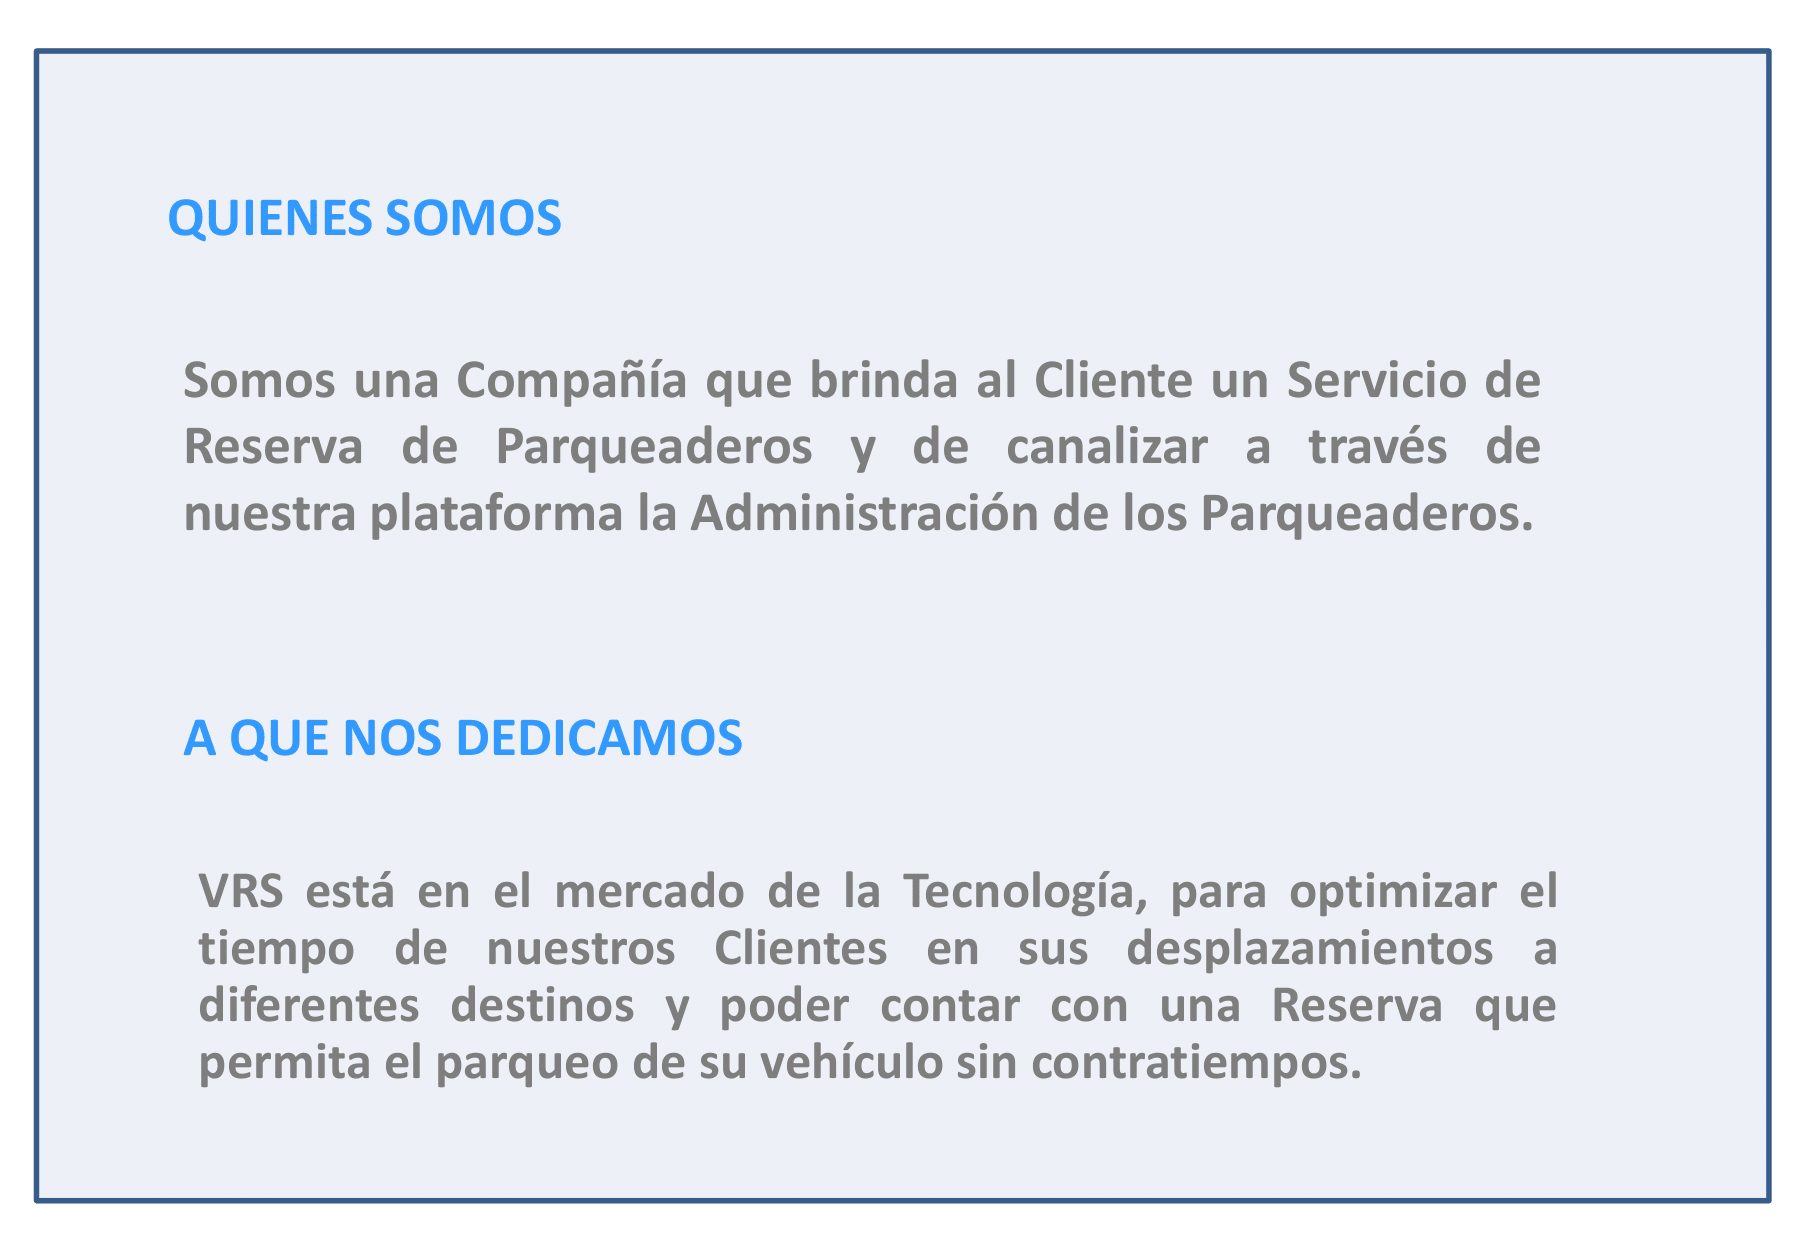 QUIENES SOMOS
Somos una Compañía que brinda al Cliente un Servicio de
Reserva de Parqueaderos y de canalizar a través de
nuestra plataforma la Administración de los Parqueaderos.
A QUE NOS DEDICAMOS
VRS está en el mercado de la Tecnología, para optimizar el
tiempo de nuestros Clientes en sus desplazamientos a
diferentes destinos y poder contar con una Reserva que
permita el parqueo de su vehículo sin contratiempos.